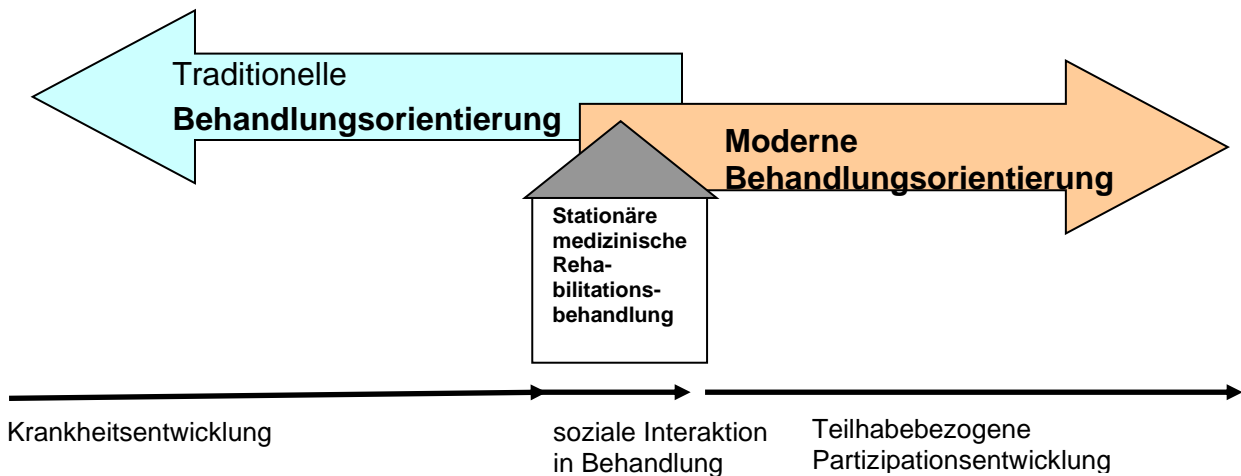 Traditionelle
Behandlungsorientierung
Moderne
Behandlungsorientierung
Stationäre
medizinische
Reha-
bilitations-
behandlung
Krankheitsentwicklung
soziale Interaktion
in Behandlung
Teilhabebezogene
Partizipationsentwicklung